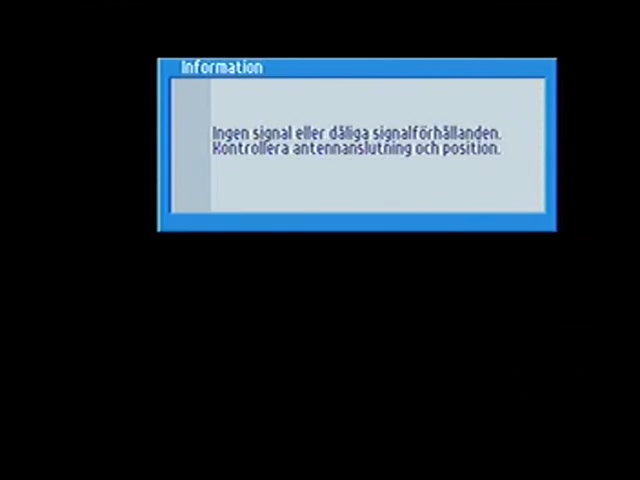 Information
Ingen signal eller dåliga signalförhållanden.
Kontrollera antennanslutning och position.